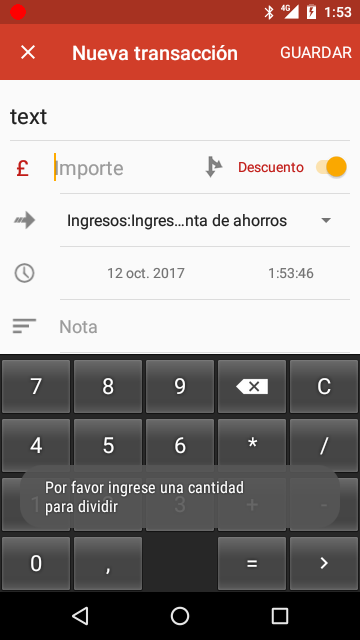 4G 1:53
Nueva transacción GUARDAR
text
£ Importe Descuento
Ingresos:Ingres...nta de ahorros
12 oct. 2017 1:53:46
Nota
7 8 9 C
4 5 6 * /
1 3 + -
Por favor ingrese una cantidad
para dividir
0 , = >